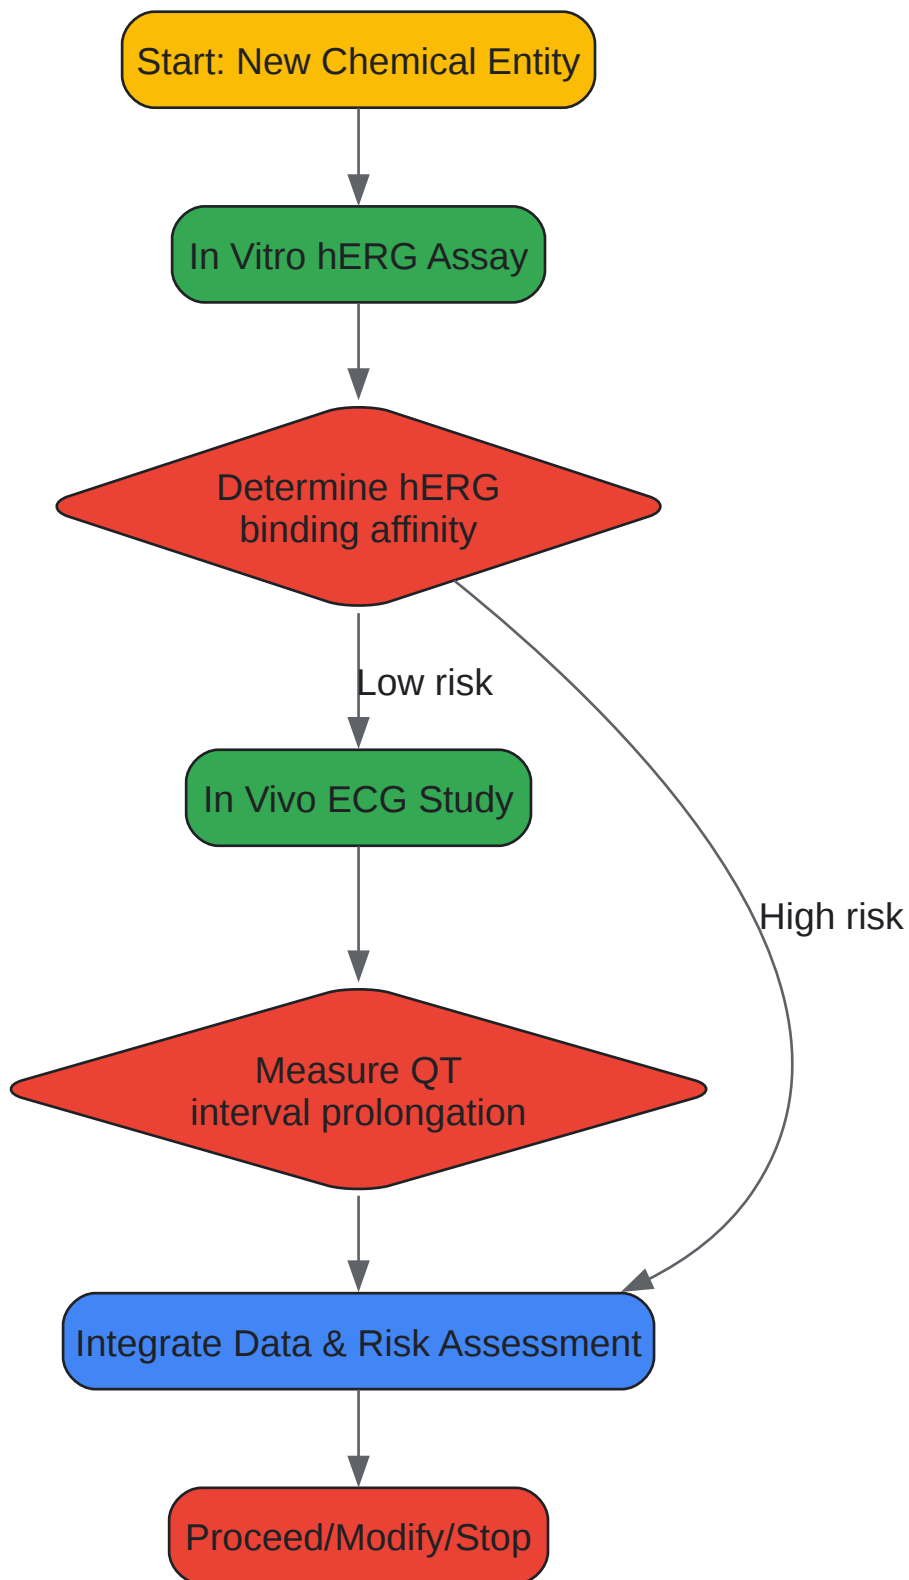 Start: New Chemical Entity
In Vitro hERG Assay
Determine hERG
binding affinity
Low risk
In Vivo ECG Study
High risk
Measure QT
interval prolongation
Integrate Data & Risk Assessment
Proceed/Modify/Stop